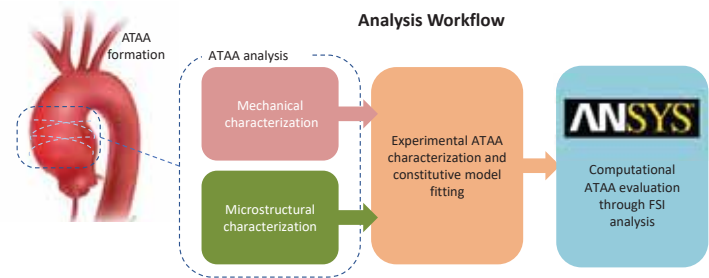 Analysis Workflow
ATAA
formation
ATAA analysis
Mechanical
characterization
Microstructural
characterization
Experimental ATAA
characterization and
constitutive model
fitting
ANSYS
Computational
ATAA evaluation
through FSI
analysis